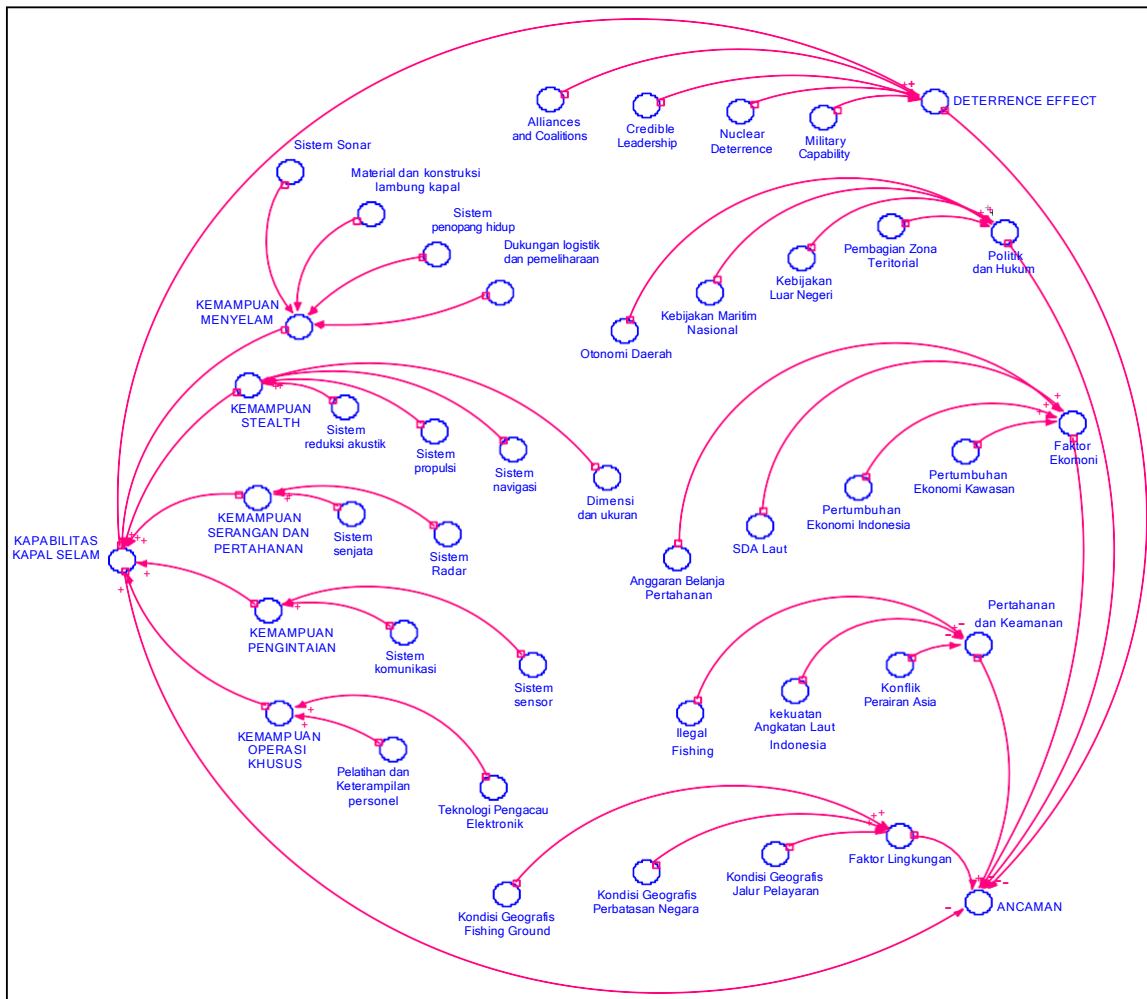 DETERRENCE EFFECT
Alliances
and Coalitions
Credible
Leadership
Nuclear
Deterrence
Military
Capability
Sistem Sonar
Material dan konstruksi
lambung kapal
Sistem
penopang hidup
Dukungan logistik
dan pemeliharaan
KEMAMPUAN
MENYELAM
Pembagian Zona
Teritorial
Politik
dan Hukum
Kebijakan
Luar Negeri
Kebijakan Maritim
Nasional
Otonomi Daerah
KEMAMPUAN
STEALTH
Sistem
reduksi akustik
Sistem
propulsi
Sistem
navigasi
Dimensi
dan ukuran
Faktor
Ekomoni
Pertumbuhan
Ekonomi Kawasan
Pertumbuhan
Ekonomi Indonesia
SDA Laut
Anggaran Belanja
Pertahanan
KEMAMPUAN
SERANGAN DAN
PERTAHANAN
Sistem
senjata
Sistem
Radar
KAPABILITAS
KAPAL SELAM
KEMAMPUAN
PENGINTAIAN
Sistem
komunikasi
Sistem
sensor
Pertahanan
dan Keamanan
Konflik
Perairan Asia
kekuatan
Angkatan Laut
Indonesia
Ilegal
Fishing
KEMAMPUAN
OPERASI
KHUSUS
Pelatihan dan
Keterampilan
personel
Teknologi Pengacau
Elektronik
Faktor Lingkungan
Kondisi Geografis
Jalur Pelayaran
Kondisi Geografis
Perbatasan Negara
Kondisi Geografis
Fishing Ground
ANCAMAN